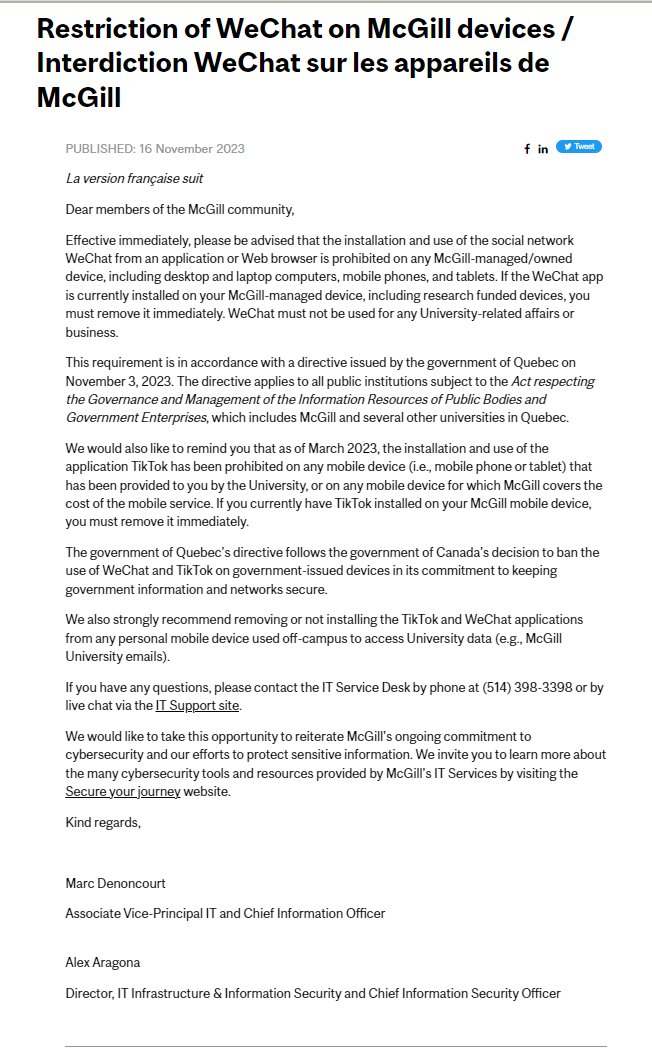 Restriction of WeChat on McGill devices /
Interdiction WeChat sur les appareils de
McGill
PUBLISHED: 16 November 2023
f in Tweet
La version française suit
Dear members of the McGill community,
Effective immediately, please be advised that the installation and use of the social network
WeChat from an application or Web browser is prohibited on any McGill-managed/owned
device, including desktop and laptop computers, mobile phones, and tablets. If the WeChat app
is currently installed on your McGill-managed device, including research funded devices, you
must remove it immediately. WeChat must not be used for any University-related affairs or
business.
This requirement is in accordance with a directive issued by the government of Quebec on
November 3, 2023. The directive applies to all public institutions subject to the Act respecting
the Governance and Management of the Information Resources of Public Bodies and
Government Enterprises, which includes McGill and several other universities in Quebec.
We would also like to remind you that as of March 2023, the installation and use of the
application TikTok has been prohibited on any mobile device (i.e., mobile phone or tablet) that
has been provided to you by the University, or on any mobile device for which McGill covers the
cost of the mobile service. If you currently have TikTok installed on your McGill mobile device,
you must remove it immediately.
The government of Quebec's directive follows the government of Canada's decision to ban the
use of WeChat and TikTok on government-issued devices in its commitment to keeping
government information and networks secure.
We also strongly recommend removing or not installing the TikTok and WeChat applications
from any personal mobile device used off-campus to access University data (e.g., McGill
University emails).
If you have any questions, please contact the IT Service Desk by phone at (514) 398-3398 or by
live chat via the IT Support site.
We would like to take this opportunity to reiterate McGill's ongoing commitment to
cybersecurity and our efforts to protect sensitive information. We invite you to learn more about
the many cybersecurity tools and resources provided by McGill's IT Services by visiting the
Secure your journey website.
Kind regards,
Marc Denoncourt
Associate Vice-Principal IT and Chief Information Officer
Alex Aragona
Director, IT Infrastructure & Information Security and Chief Information Security Officer